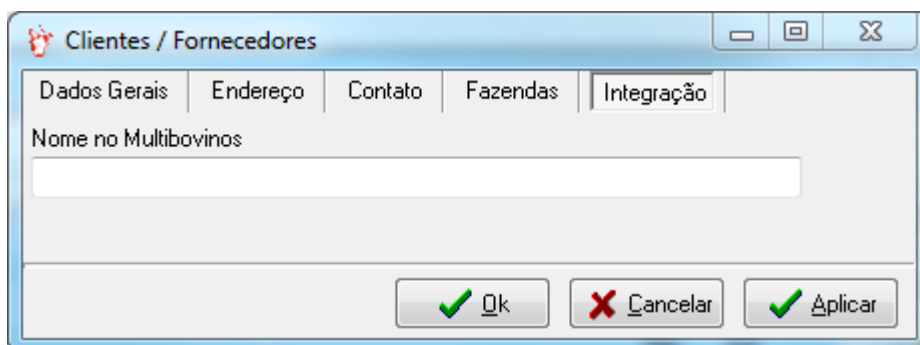 Clientes / Fornecedores
Dados Gerais Endereço Contato Fazendas Integração
Nome no Multibovinos
Ok Cancelar Aplicar